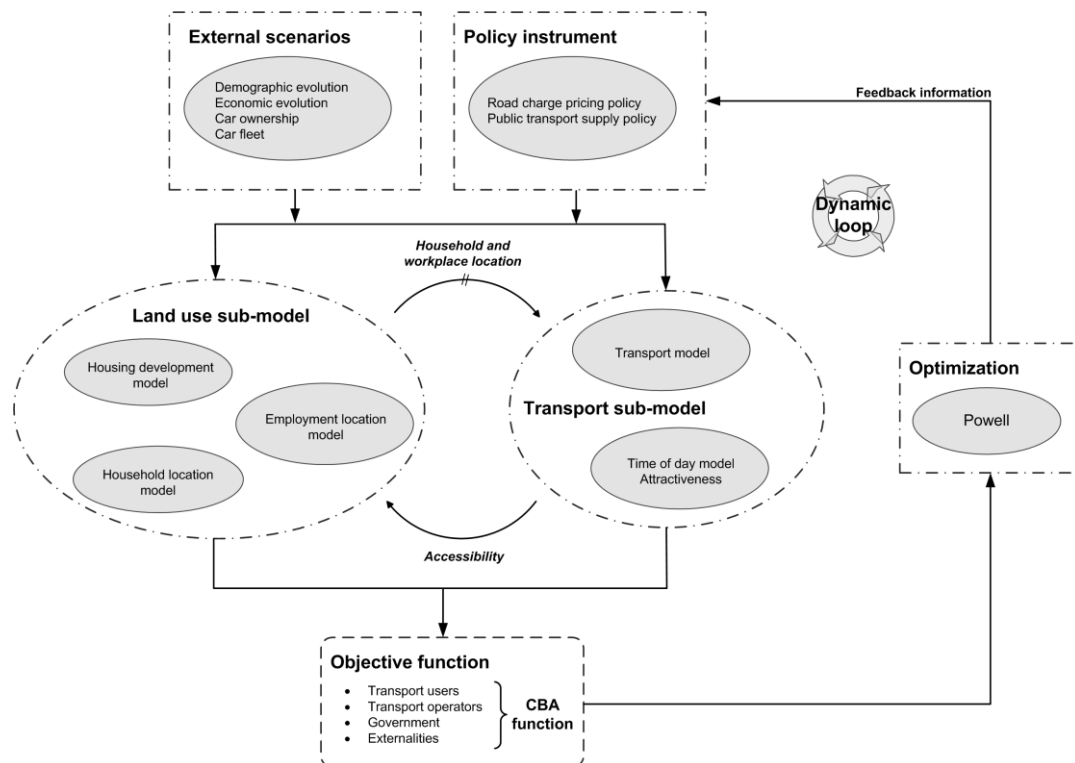 External scenarios
Demographic evolution
Economic evolution
Car ownership
Car fleet
Policy instrument
Road charge pricing policy
Public transport supply policy
Feedback information
Dynamic
loop
Household and
workplace location
Land use sub-model
Housing development
model
Employment location
model
Household location
model
Transport model
Transport sub-model
Time of day model
Attractiveness
Optimization
Powell
Accessibility
Objective function
• Transport users
• Transport operators
• Government
• Externalities
CBA
function